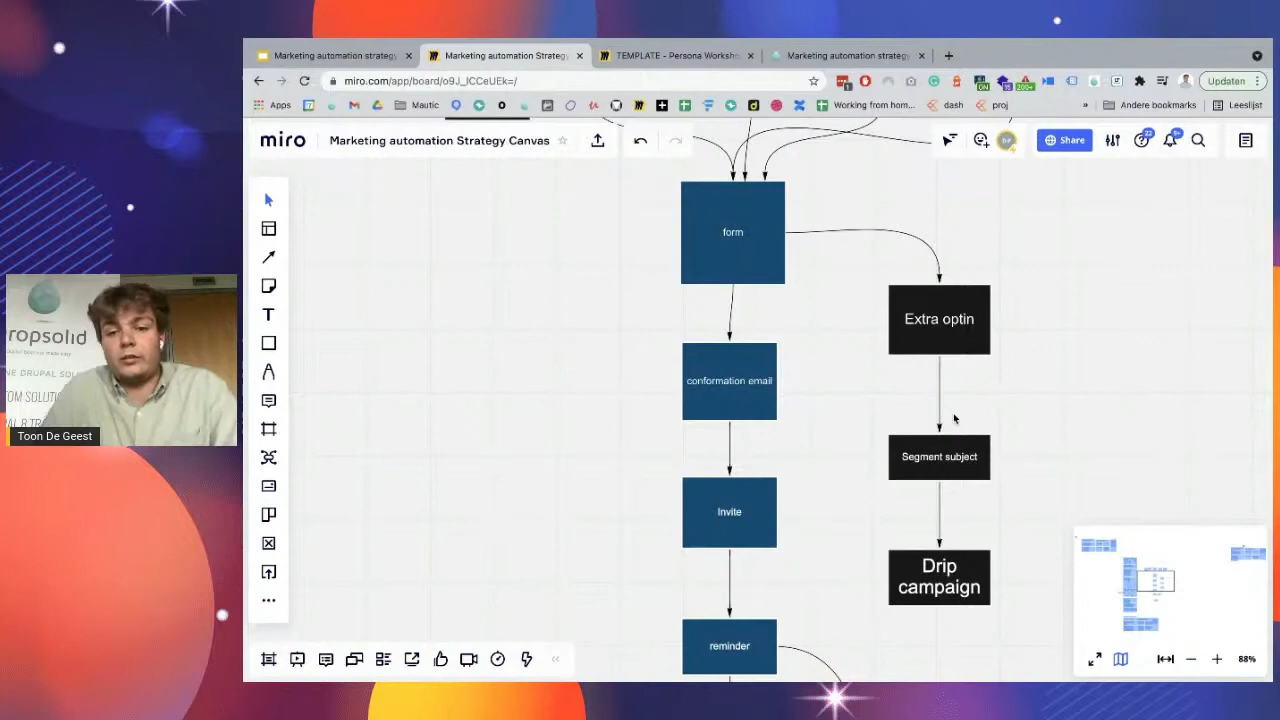 Marketing automation strategy
Marketing automation Strategy
TEMPLATE - Persona Workshop
Marketing automation strategy
miro.com/app/board/o9J_lCCeUEk=/
Updaten
Apps
Mautic
Working from hom...
dash
proj
»
Andere bookmarks
Leeslijst
miro
Marketing automation Strategy Canvas
Share
form
Extra optin
conformation email
Segment subject
Invite
Drip
campaign
reminder
88%
ropsolid
Toon De Geest